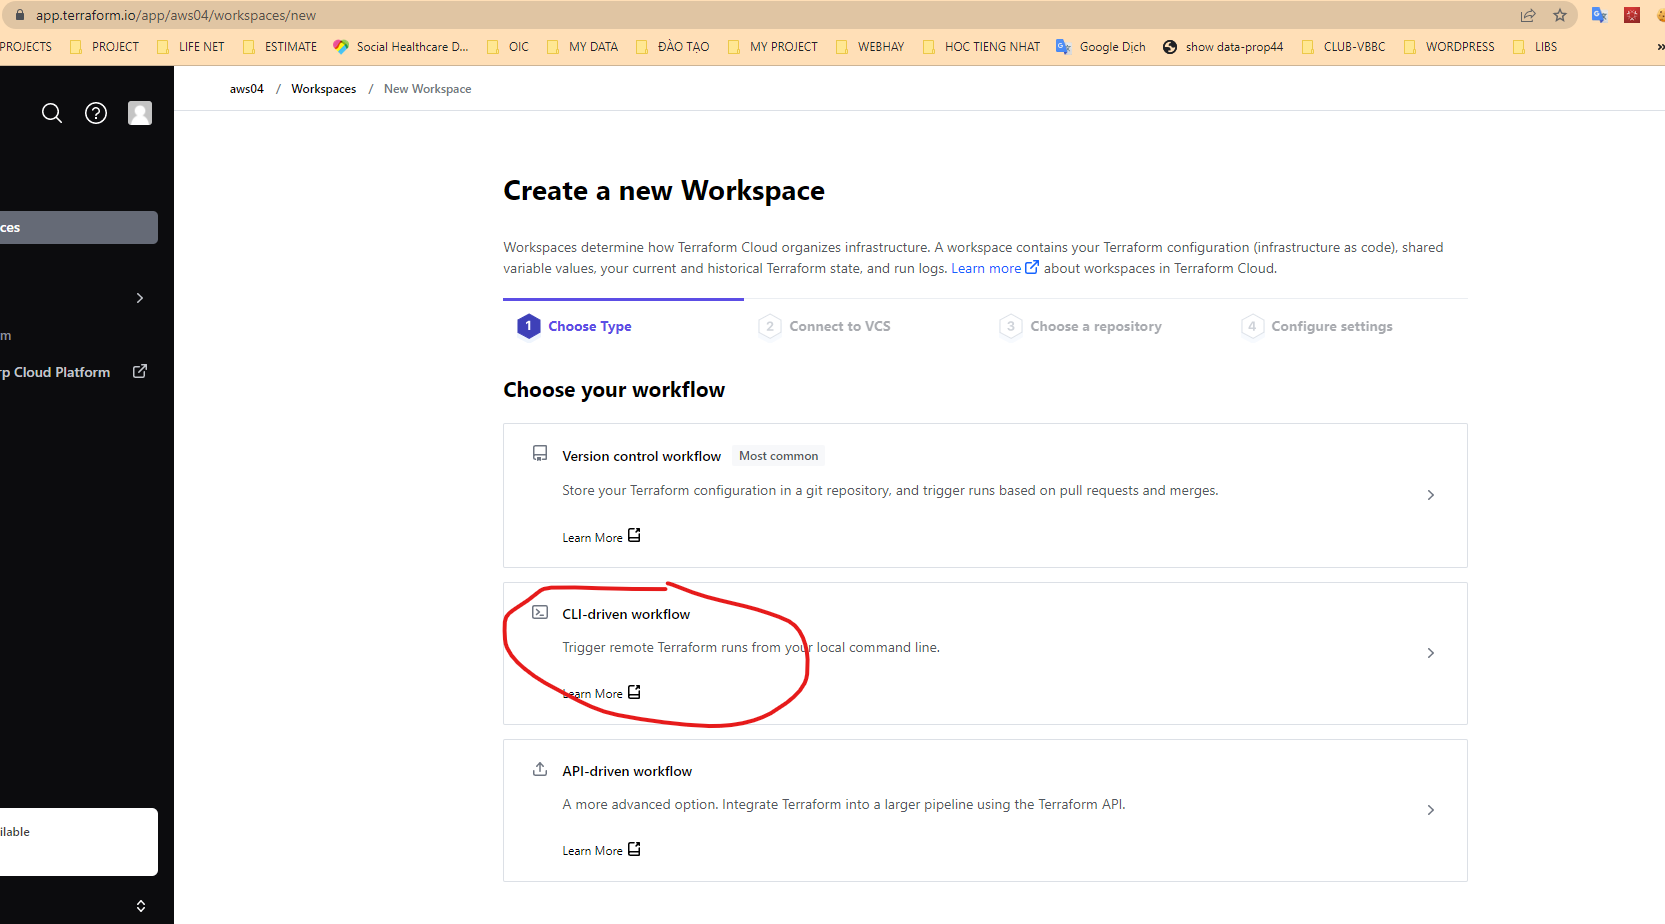 app.terraform.io/app/aws04/workspaces/new
PROJECTS PROJECT LIFE NET ESTIMATE Social Healthcare D... OIC MY DATA ĐÀO TẠO MY PROJECT WEBHAY HOC TIENG NHAT Google Dịch show data-prop44 CLUB-VBBC WORDPRESS LIBS »
aws04 / Workspaces / New Workspace
ces
m
rp Cloud Platform
ilable
Create a new Workspace
Workspaces determine how Terraform Cloud organizes infrastructure. A workspace contains your Terraform configuration (infrastructure as code), shared
variable values, your current and historical Terraform state, and run logs. Learn more about workspaces in Terraform Cloud.
1 Choose Type 2 Connect to VCS 3 Choose a repository 4 Configure settings
Choose your workflow
Version control workflow Most common
Store your Terraform configuration in a git repository, and trigger runs based on pull requests and merges.
Learn More
CLI-driven workflow
Trigger remote Terraform runs from your local command line.
Learn More
API-driven workflow
A more advanced option. Integrate Terraform into a larger pipeline using the Terraform API.
Learn More